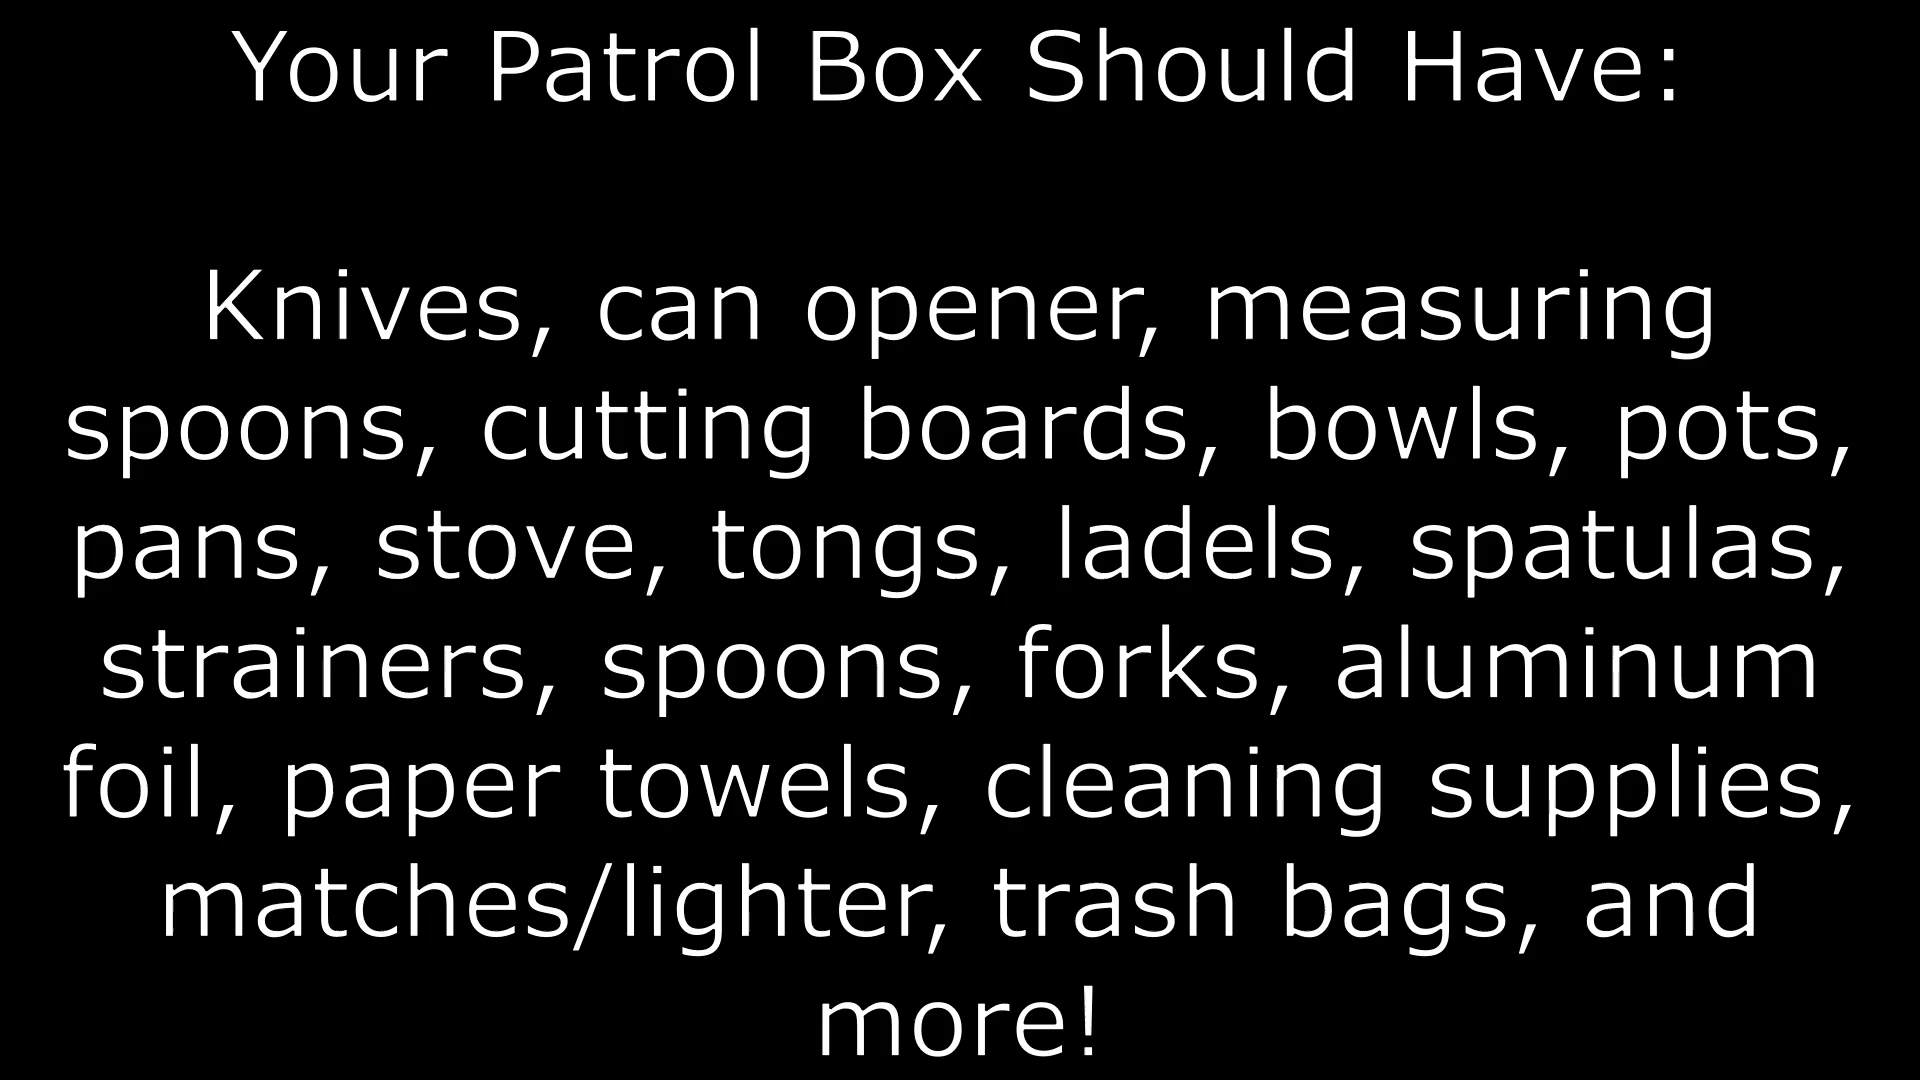 Your Patrol Box Should Have:
Knives, can opener, measuring
spoons, cutting boards, bowls, pots,
pans, stove, tongs, ladels, spatulas,
strainers, spoons, forks, aluminum
foil, paper towels, cleaning supplies,
matches/lighter, trash bags, and
more!